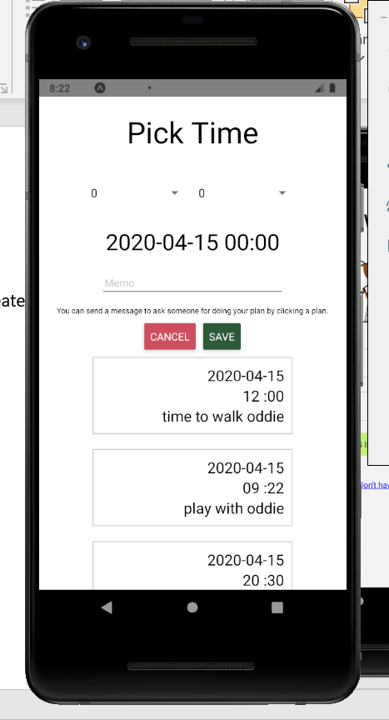 8:22
Pick Time
0 0
2020-04-15 00:00
Memo
You can send a message to ask someone for doing your plan by clicking a plan.
CANCEL SAVE
2020-04-15
12 :00
time to walk oddie
2020-04-15
09 :22
play with oddie
2020-04-15
20 :30
eate
on't hav